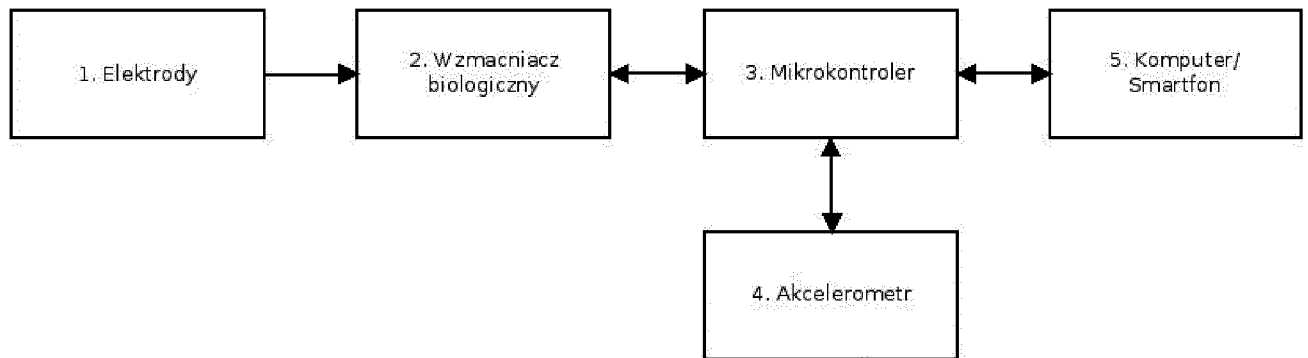 1. Elektrody
2. Wzmacniacz
biologiczny
3. Mikrokontroler
5. Komputer/
Smartfon
4. Akcelerometr